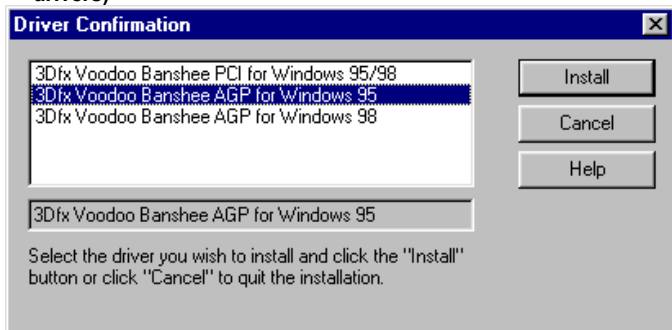 drivers)
Driver Confirmation
3Dfx Voodoo Banshee PCI for Windows 95/98
3Dfx Voodoo Banshee AGP for Windows 95
3Dfx Voodoo Banshee AGP for Windows 98
Install
Cancel
Help
3Dfx Voodoo Banshee AGP for Windows 95
Select the driver you wish to install and click the "Install"
button or click "Cancel" to quit the installation.